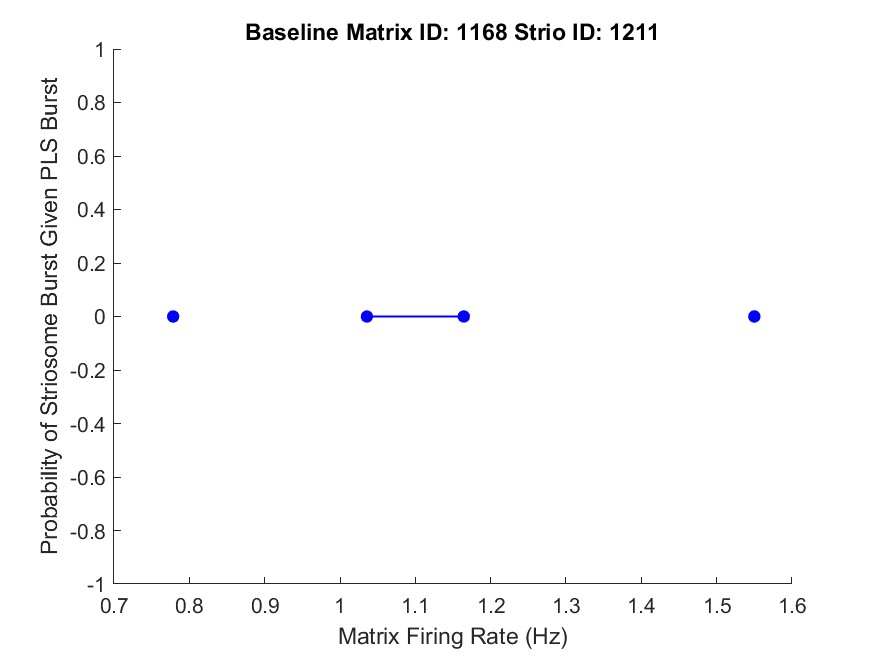 Baseline Matrix ID: 1168 Strio ID: 1211
Probability of Striosome Burst Given PLS Burst
1
0.8
0.6
0.4
0.2
0
-0.2
-0.4
-0.6
-0.8
-1
0.7 0.8 0.9 1 1.1 1.2 1.3 1.4 1.5 1.6
Matrix Firing Rate (Hz)